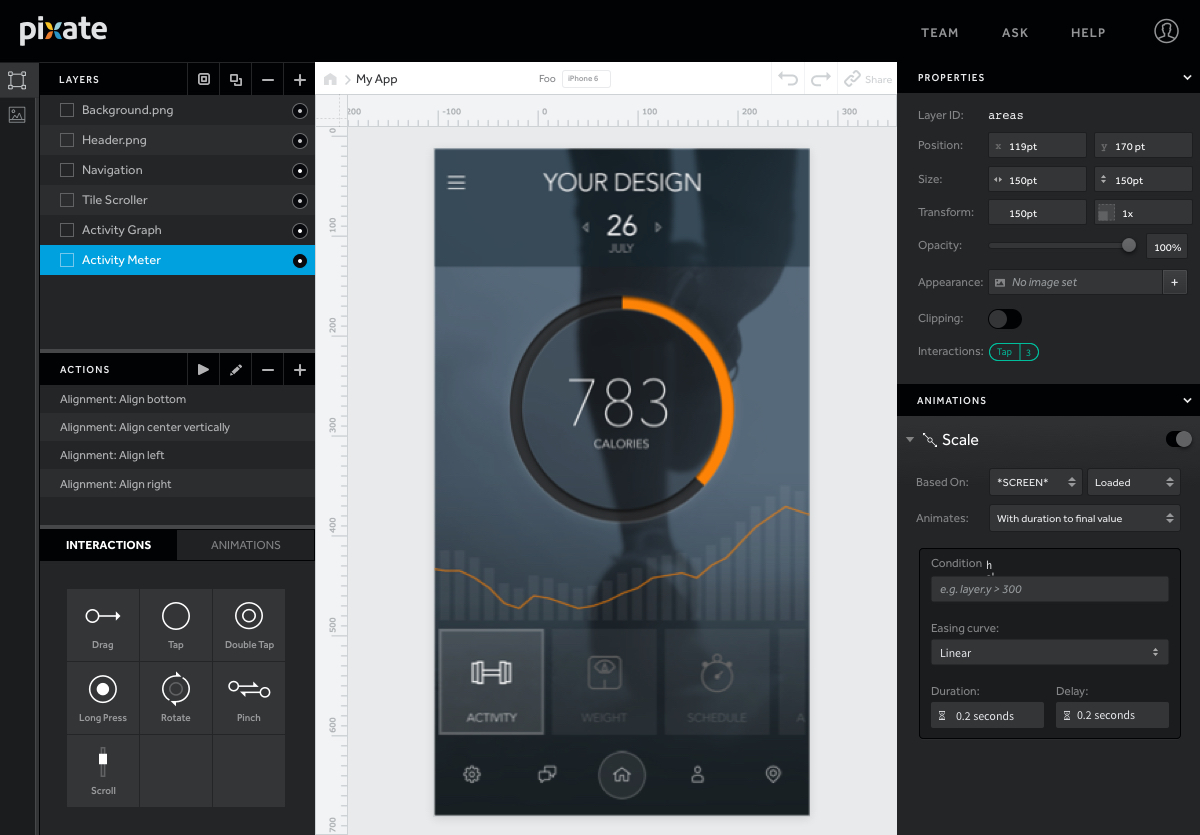 pixate
TEAM ASK HELP
LAYERS
Background.png
Header.png
Navigation
Tile Scroller
Activity Graph
Activity Meter
ACTIONS
Alignment: Align bottom
Alignment: Align center vertically
Alignment: Align left
Alignment: Align right
INTERACTIONS ANIMATIONS
Drag Tap Double Tap
Long Press Rotate Pinch
Scroll
My App Foo iPhone 6 Share
200 -100 0 100 200 300
0
100
200
300
400
500
600
700
YOUR DESIGN
26
JULY
783
CALORIES
ACTIVITY WEIGHT SCHEDULE A
PROPERTIES
Layer ID: areas
Position: x 119pt y 170 pt
Size: 150pt 150pt
Transform: 150pt 1x
Opacity: 100%
Appearance: No image set +
Clipping:
Interactions: Tap 3
ANIMATIONS
Scale
Based On: *SCREEN* Loaded
Animates: With duration to final value
Condition h
e.g. layer.y > 300
Easing curve:
Linear
Duration: Delay:
0.2 seconds 0.2 seconds